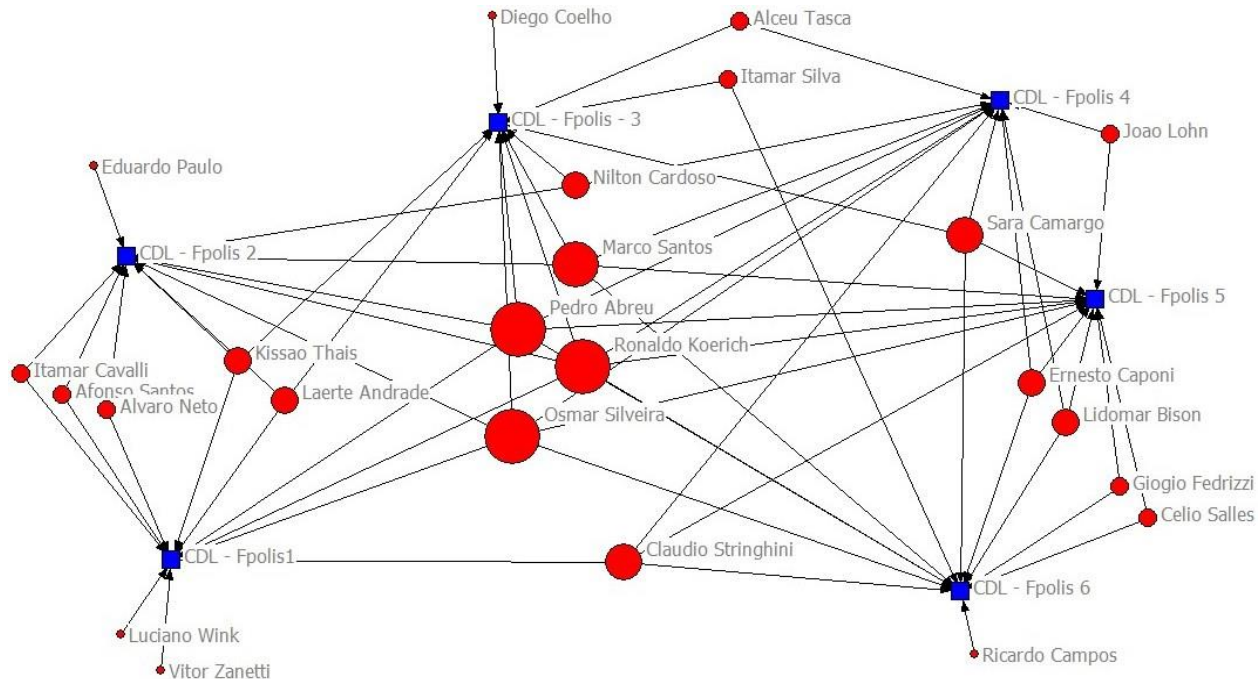 Diego Coelho
Alceu Tasca
Itamar Silva
CDL - Fpolis 4
CDL - Fpolis - 3
Joao Lohn
Eduardo Paulo
Nilton Cardoso
Sara Camargo
CDL - Fpolis 2
Marco Santos
CDL - Fpolis 5
Pedro Abreu
Ronaldo Koerich
Kissao Thais
Itamar Cavalli
Afonso Santos
Alvaro Neto
Laerte Andrade
Ernesto Caponi
Osmar Silveira
Lidomar Bison
Giogio Fedrizzi
Celio Salles
CDL - Fpolis1
Claudio Stringhini
CDL - Fpolis 6
Luciano Wink
Ricardo Campos
Vitor Zanetti